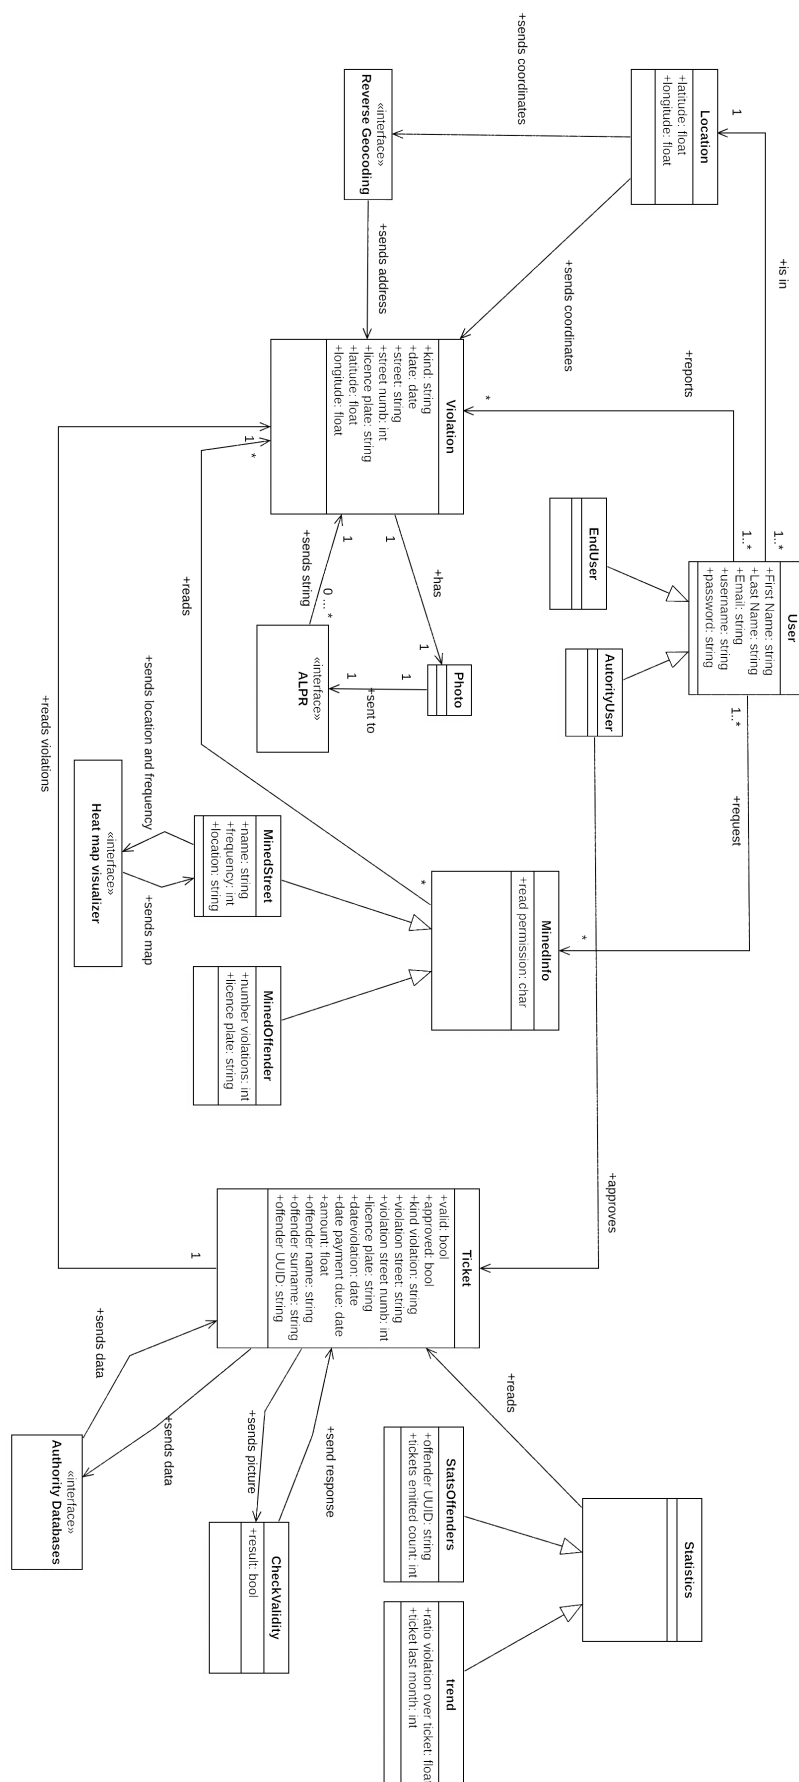 User
+First Name: string
+Last Name: string
+Email: string
+username: string
+password: string
+is in
1
1..*
+reports
1..*
*
+request
1..*
*
Location
+latitude: float
+longitude: float
+sends coordinates
+sends coordinates
«interface»
Reverse Geocoding
+sends address
EndUser
AutorityUser
+approves
Violation
+kind: string
+date: date
+street: string
+street numb: int
+licence plate: string
+latitude: float
+longitude: float
+has
1
1
Photo
1
+sent to
1
«interface»
ALPR
0 ... *
+sends string
1
MinedInfo
+read permission: char
*
+reads
*
1
MinedStreet
+name: string
+frequency: int
+location: string
MinedOffender
+number violations: int
+licence plate: string
+sends location and frequency
+sends map
«interface»
Heat map visualizer
+reads violations
1
Ticket
+valid: bool
+approved: bool
+kind violation: string
+violation street: string
+violation street numb: int
+licence plate: string
+dateviolation: date
+date payment due: date
+amount: float
+offender name: string
+offender surname: string
+offender UUID: string
+reads
Statistics
StatsOffenders
+offender UUID: string
+tickets emitted count: int
trend
+ratio violation over ticket: float
+ticket last month: int
+send response
+sends picture
CheckValidity
+result: bool
+sends data
+sends data
«interface»
Authority Databases